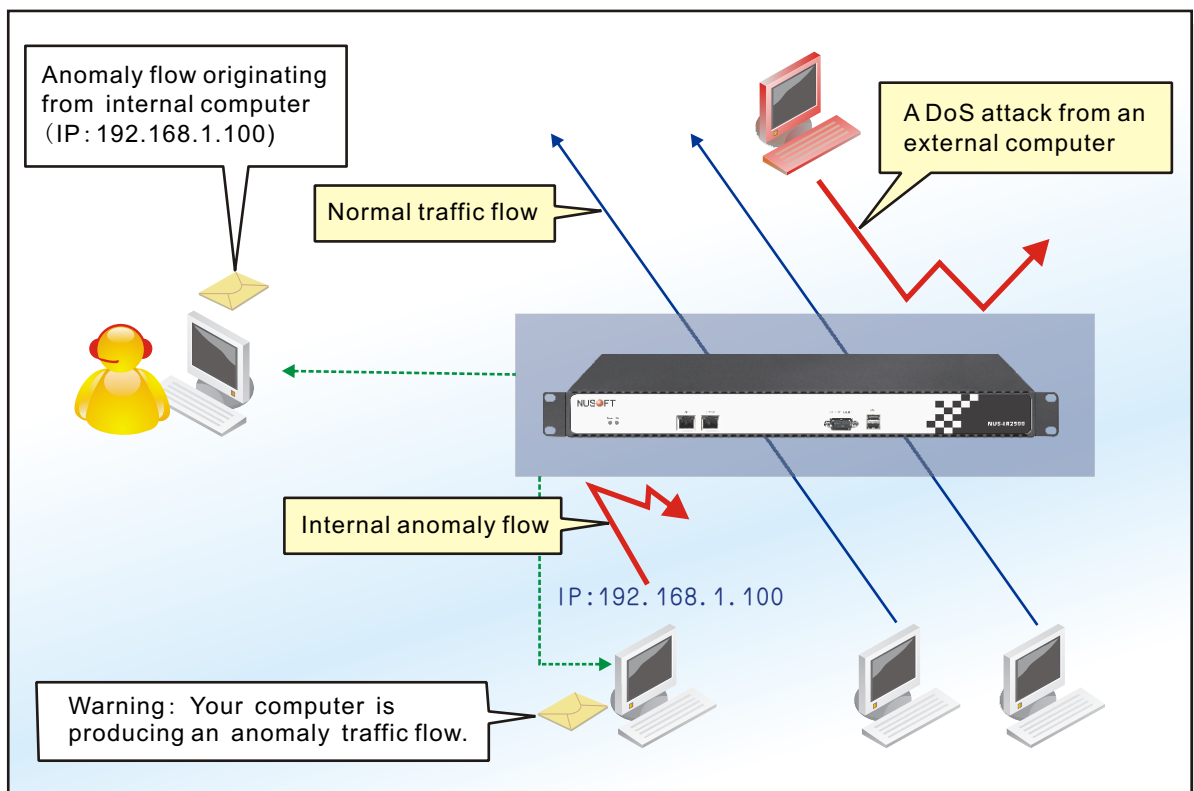 Anomaly flow originating
from internal computer
（IP: 192.168.1.100)
A DoS attack from an
external computer
Normal traffic flow
NUSOFT
Internal anomaly flow
IP:192.168.1.100
Warning: Your computer is
producing an anomaly traffic flow.